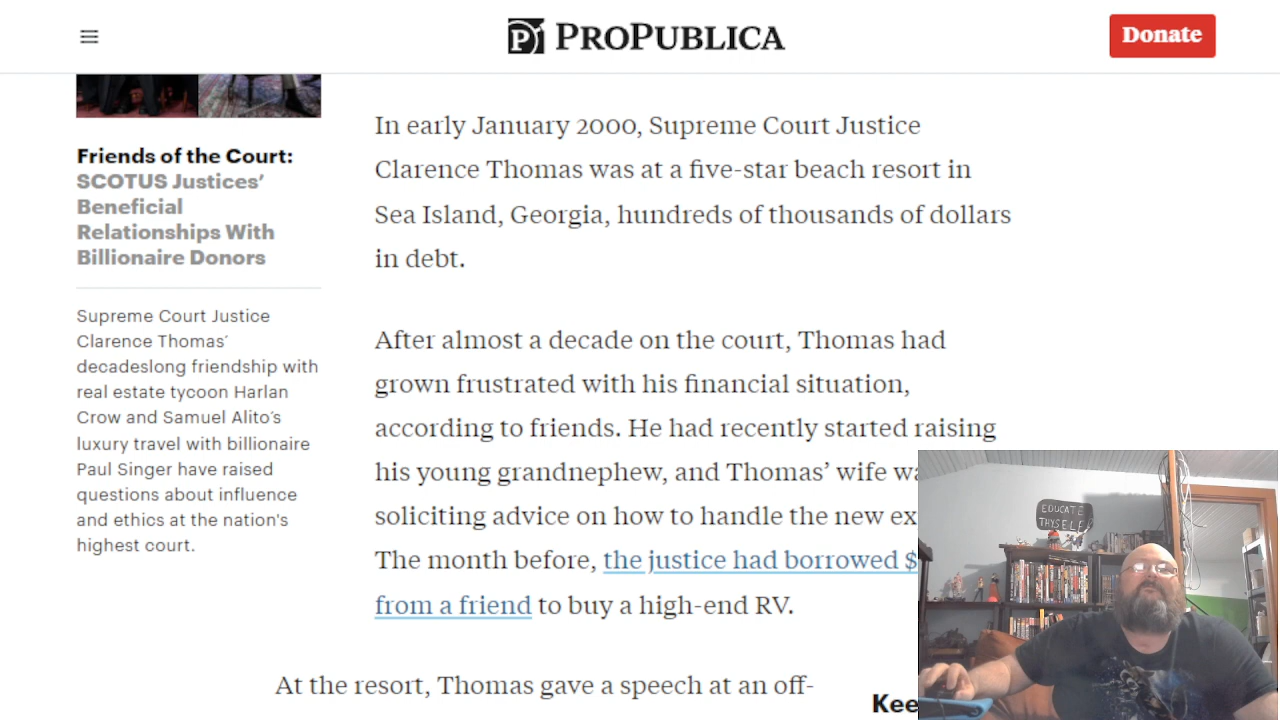 PROPUBLICA
Donate
Friends of the Court:
SCOTUS Justices’
Beneficial
Relationships With
Billionaire Donors
Supreme Court Justice
Clarence Thomas’
decadeslong friendship with
real estate tycoon Harlan
Crow and Samuel Alito’s
luxury travel with billionaire
Paul Singer have raised
questions about influence
and ethics at the nation's
highest court.
In early January 2000, Supreme Court Justice
Clarence Thomas was at a five-star beach resort in
Sea Island, Georgia, hundreds of thousands of dollars
in debt.
After almost a decade on the court, Thomas had
grown frustrated with his financial situation,
according to friends. He had recently started raising
his young grandnephew, and Thomas’ wife
soliciting advice on how to handle the new
The month before, the justice had borrowed $
from a friend to buy a high-end RV.
At the resort, Thomas gave a speech at an off-
EDUCATE
THYSELF